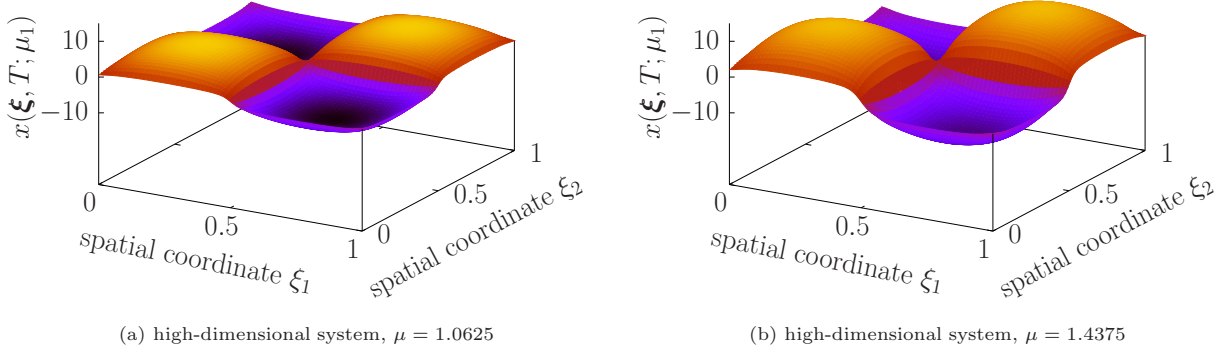 x(ξ, T; μ₁)
10
0
−10
0
0.5
1
spatial coordinate ξ₁
0
0.5
1
spatial coordinate ξ₂
(a) high-dimensional system, μ = 1.0625
x(ξ, T; μ₁)
10
0
−10
0
0.5
1
spatial coordinate ξ₁
0
0.5
1
spatial coordinate ξ₂
(b) high-dimensional system, μ = 1.4375